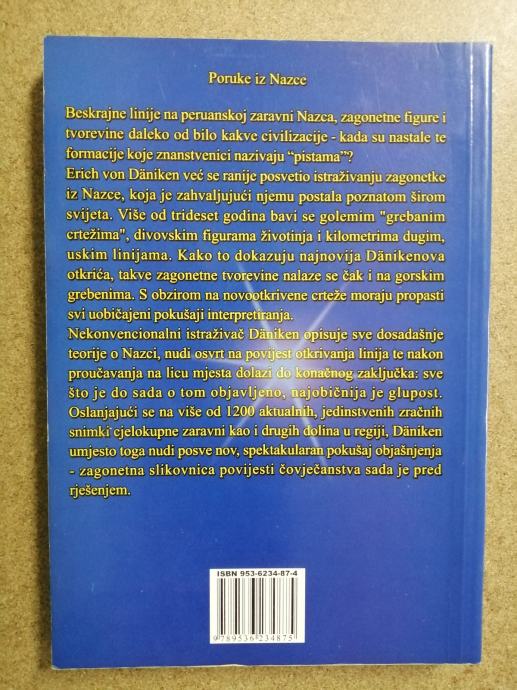 Poruke iz Nazce
Beskrajne linije na peruanskoj zaravni Nazca, zagonetne figure i
tvorevine daleko od bilo kakve civilizacije - kada su nastale te
formacije koje znanstvenici nazivaju “pistama”?
Erich von Däniken već se ranije posvetio istraživanju zagonetke
iz Nazce, koja je zahvaljujući njemu postala poznatom širom
svijeta. Više od trideset godina bavi se golemim "grebanim
crtežima", divovskim figurama životinja i kilometrima dugim,
uskim linijama. Kako to dokazuju najnovija Dänikenova
otkrića, takve zagonetne tvorevine nalaze se čak i na gorskim
grebenima. S obzirom na novootkrivene crteže moraju propasti
svi uobičajeni pokušaji interpretiranja.
Nekonvencionalni istraživač Däniken opisuje sve dosadašnje
teorije o Nazci, nudi osvrt na povijest otkrivanja linija te nakon
proučavanja na licu mjesta dolazi do konačnog zaključka: sve
što je do sada o tom objavljeno, najobičnija je glupost.
Oslanjajući se na više od 1200 aktualnih, jedinstvenih zračnih
snimki cjelokupne zaravni kao i drugih dolina u regiji, Däniken
umjesto toga nudi posve nov, spektakularan pokušaj objašnjenja
- zagonetna slikovnica povijesti čovječanstva sada je pred
rješenjem.
ISBN 953-6234-87-4
9 789536 234875